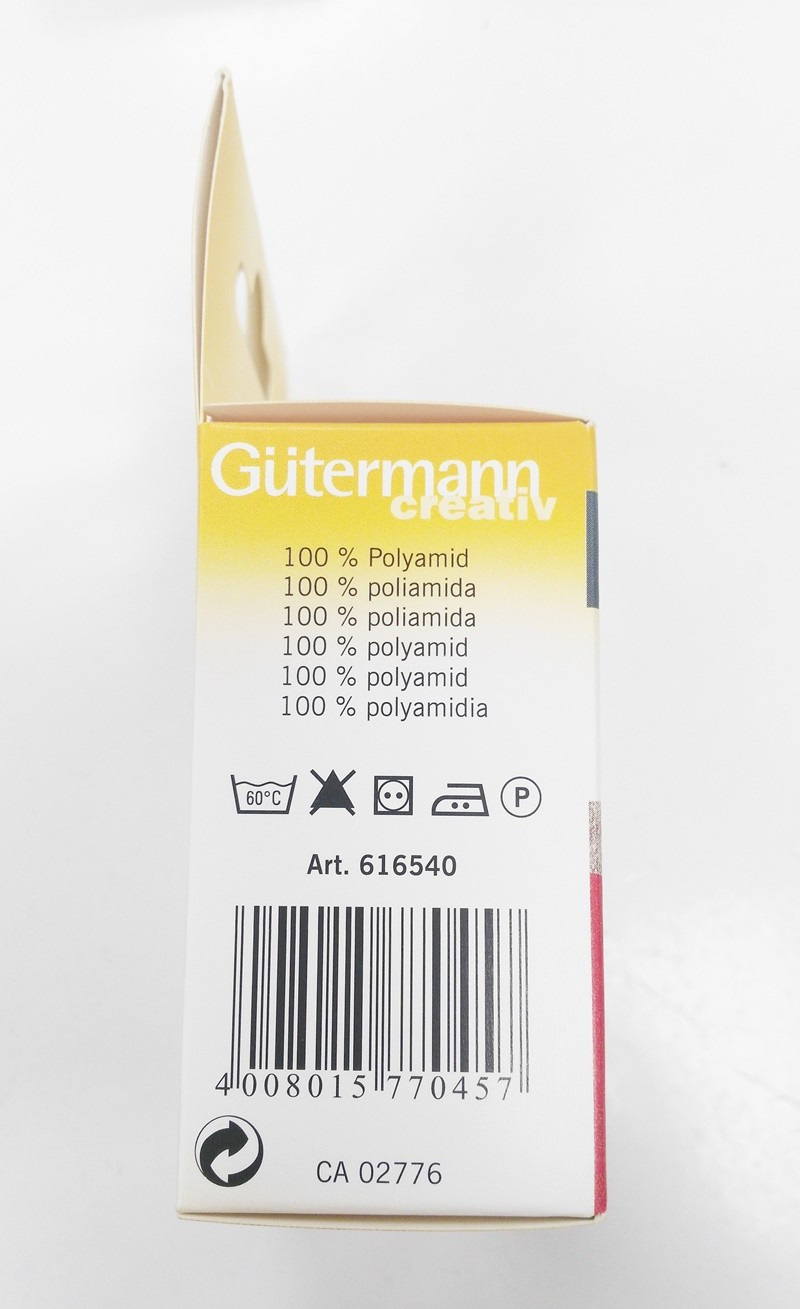 Gütermann
creativ
100 % Polyamid
100 % poliamida
100 % poliamida
100 % polyamid
100 % polyamid
100 % polyamidia
60°C P
Art. 616540
4 008015 770457
CA 02776